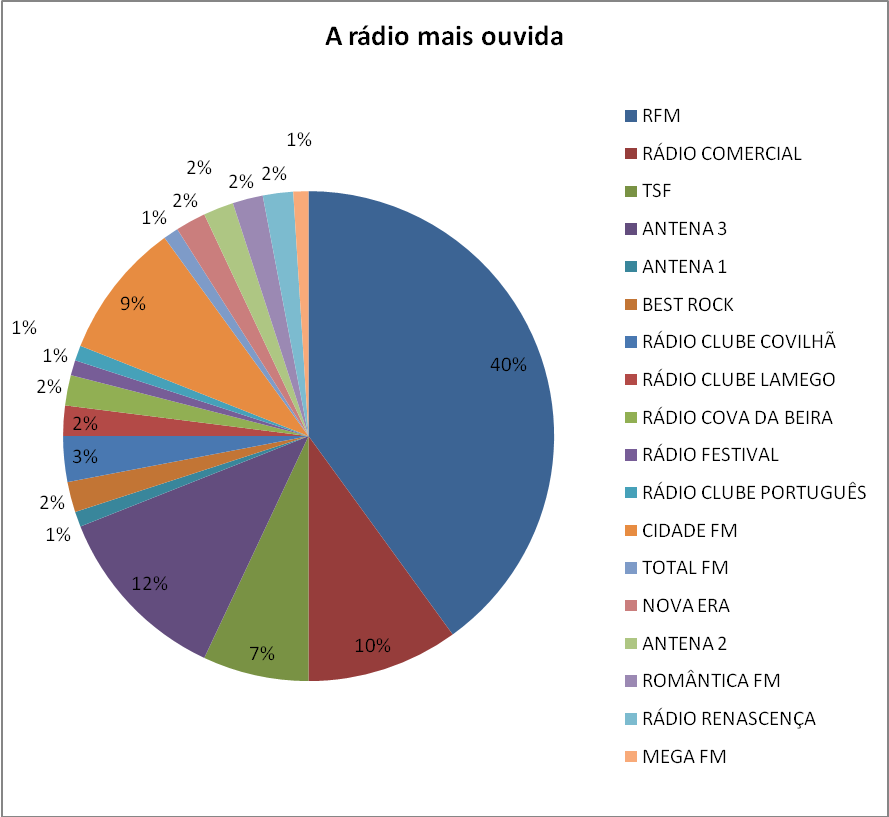 A rádio mais ouvida
40%
10%
7%
12%
1%
2%
3%
2%
2%
1%
1%
9%
1%
2%
2%
2%
2%
1%
RFM
RÁDIO COMERCIAL
TSF
ANTENA 3
ANTENA 1
BEST ROCK
RÁDIO CLUBE COVILHÃ
RÁDIO CLUBE LAMEGO
RÁDIO COVA DA BEIRA
RÁDIO FESTIVAL
RÁDIO CLUBE PORTUGUÊS
CIDADE FM
TOTAL FM
NOVA ERA
ANTENA 2
ROMÂNTICA FM
RÁDIO RENASCENÇA
MEGA FM